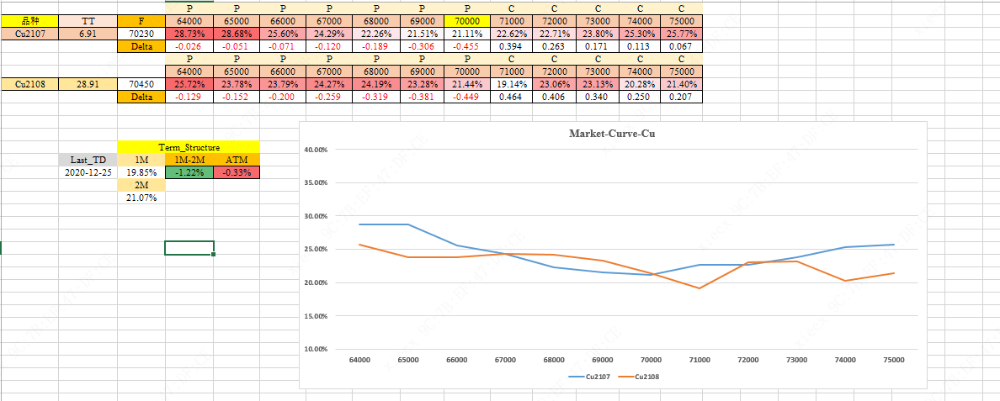 P P P P P P P C C C C C
品种 TT F 64000 65000 66000 67000 68000 69000 70000 71000 72000 73000 74000 75000
Cu2107 6.91 70230 28.73% 28.68% 25.60% 24.29% 22.26% 21.51% 21.11% 22.62% 22.71% 23.80% 25.30% 25.77%
Delta -0.026 -0.051 -0.071 -0.120 -0.189 -0.306 -0.455 0.394 0.263 0.171 0.113 0.067
P P P P P P P C C C C C
64000 65000 66000 67000 68000 69000 70000 71000 72000 73000 74000 75000
Cu2108 28.91 70450 25.72% 23.78% 23.79% 24.27% 24.19% 23.28% 21.44% 19.14% 23.06% 23.13% 20.28% 21.40%
Delta -0.129 -0.152 -0.200 -0.259 -0.319 -0.381 -0.449 0.464 0.406 0.340 0.250 0.207
Term_Structure
Last_TD 1M 1M-2M ATM
2020-12-25 19.85% -1.22% -0.33%
2M
21.07%
Market-Curve-Cu
40.00%
35.00%
30.00%
25.00%
20.00%
15.00%
10.00%
64000 65000 66000 67000 68000 69000 70000 71000 72000 73000 74000 75000
Cu2107 Cu2108